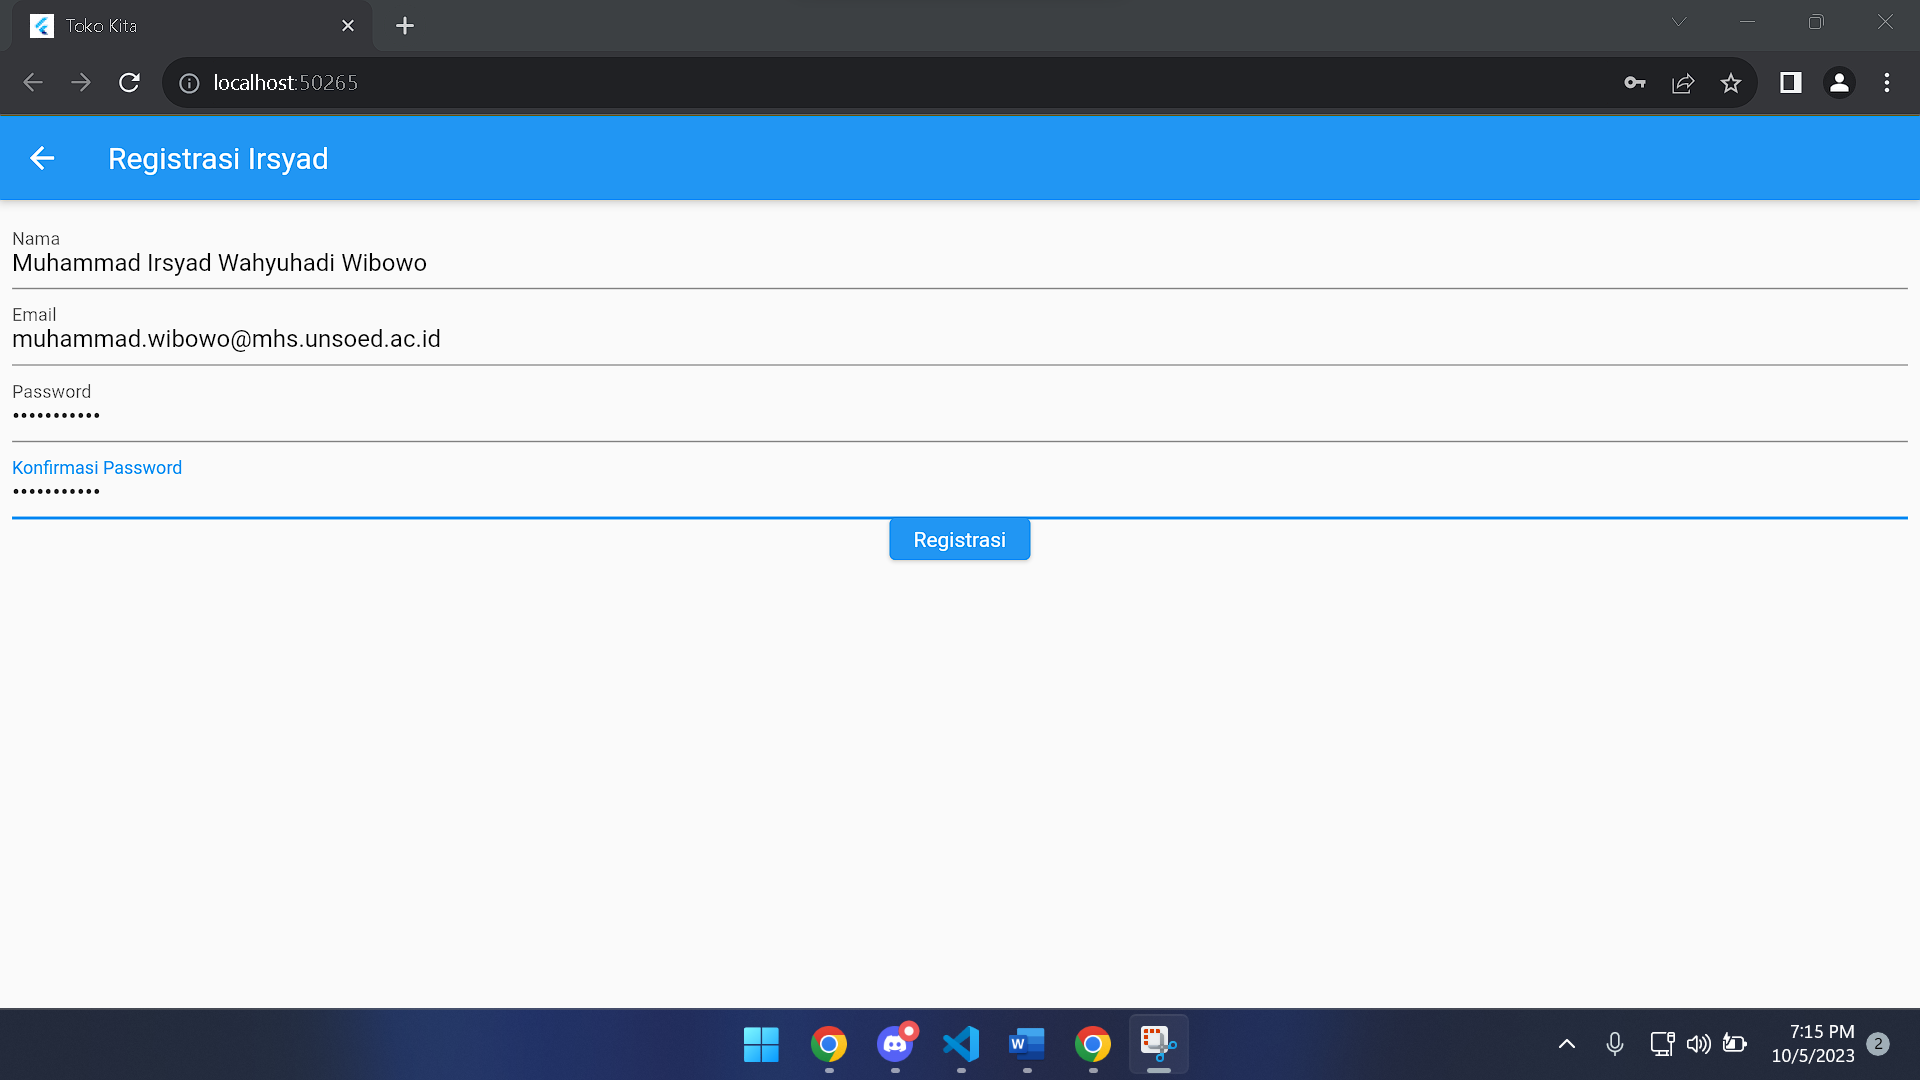 Toko Kita
localhost:50265
Registrasi Irsyad
Nama
Muhammad Irsyad Wahyuhadi Wibowo
Email
muhammad.wibowo@mhs.unsoed.ac.id
Password
•••••••••••
Konfirmasi Password
•••••••••••
Registrasi
W
7:15 PM
10/5/2023
2